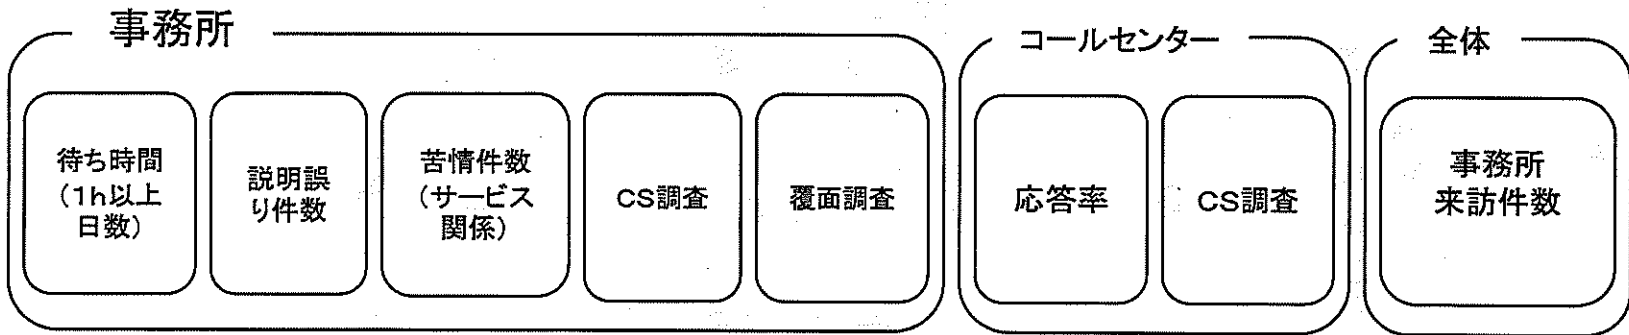 事務所
待ち時間
(1h以上
日数)
説明誤
り件数
苦情件数
(サービス
関係)
CS調査
覆面調査
コールセンター
応答率
CS調査
全体
事務所
来訪件数